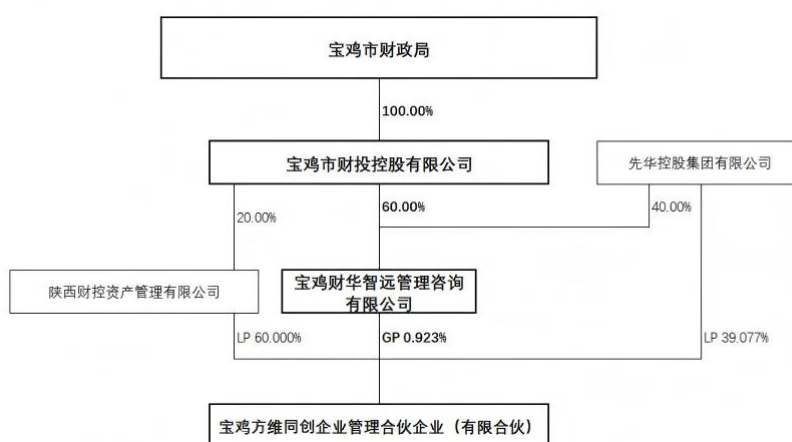 宝鸡市财政局
100.00%
宝鸡市财投控股有限公司
先华控股集团有限公司
20.00%
60.00%
40.00%
陕西财控资产管理有限公司
宝鸡财华智远管理咨询
有限公司
LP 60.000%
GP 0.923%
LP 39.077%
宝鸡方维同创企业管理合伙企业（有限合伙）